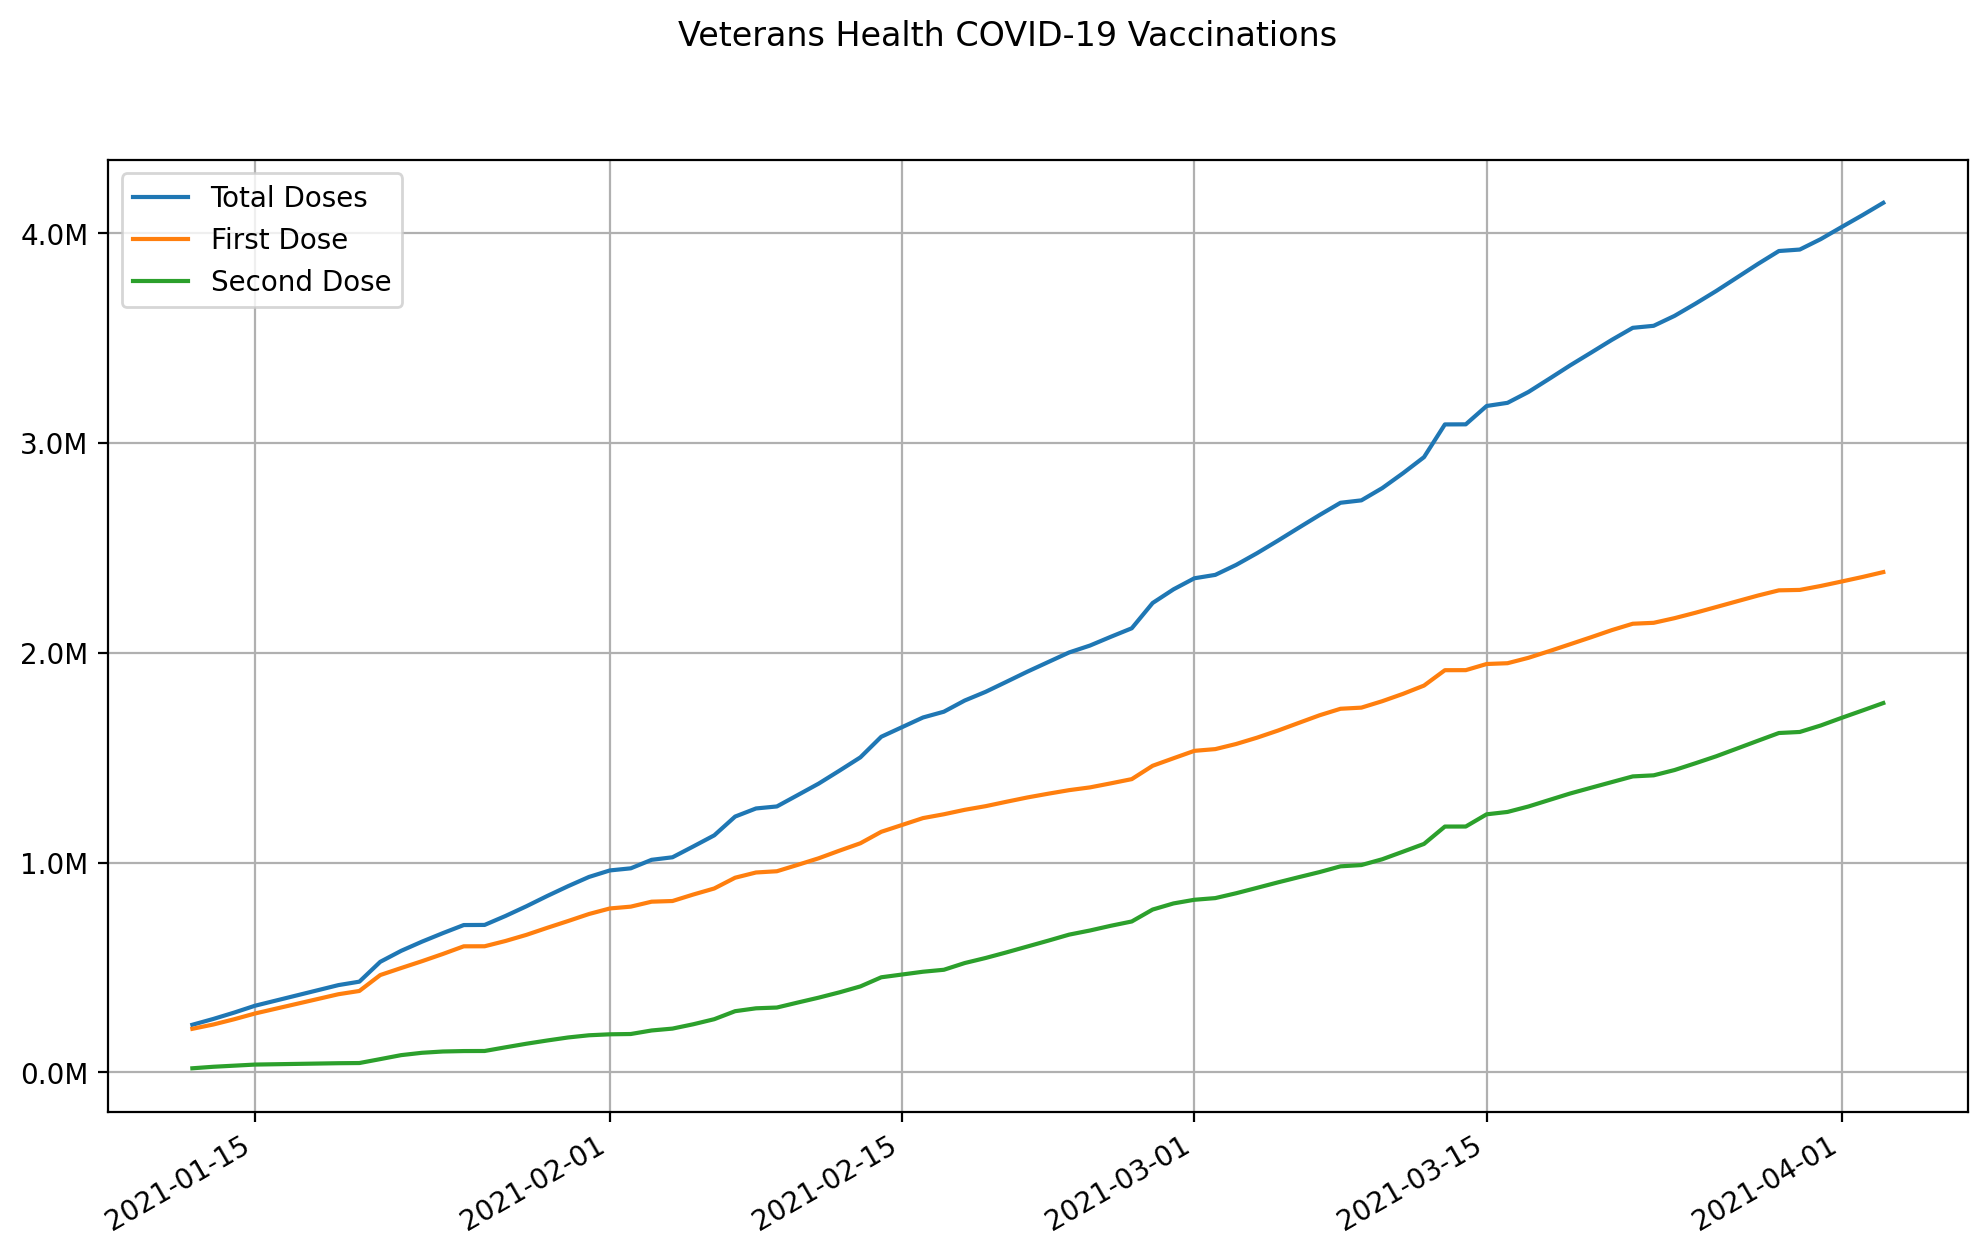 Veterans Health COVID-19 Vaccinations
Total Doses
First Dose
Second Dose
4.0M
3.0M
2.0M
1.0M
0.0M
2021-01-15
2021-02-01
2021-02-15
2021-03-01
2021-03-15
2021-04-01